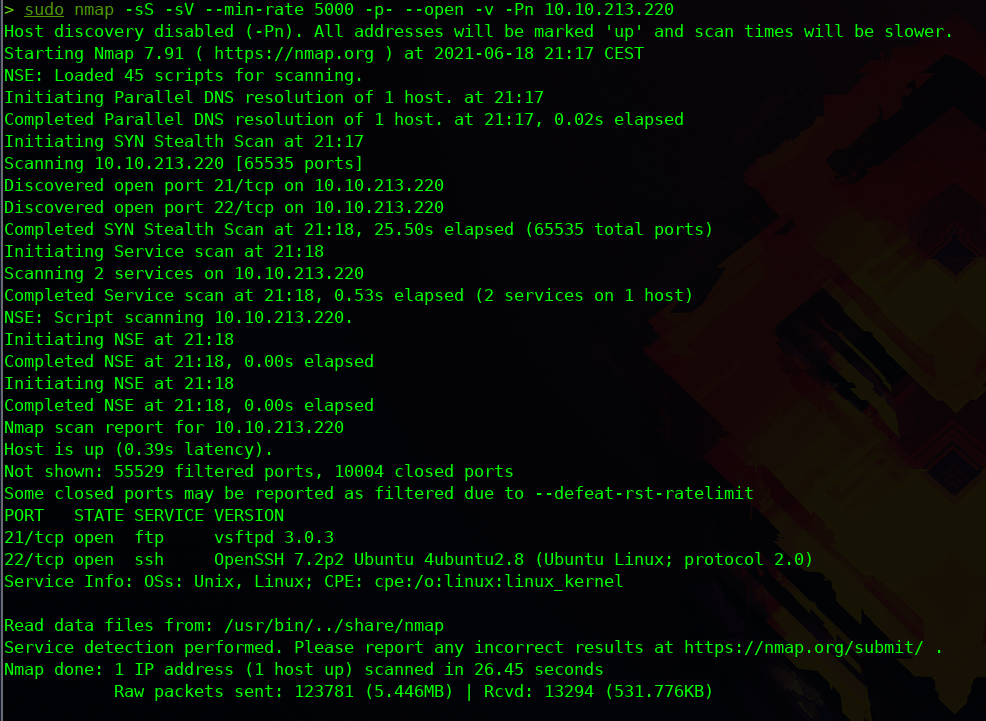 > sudo nmap -sS -sV --min-rate 5000 -p- --open -v -Pn 10.10.213.220
Host discovery disabled (-Pn). All addresses will be marked 'up' and scan times will be slower.
Starting Nmap 7.91 ( https://nmap.org ) at 2021-06-18 21:17 CEST
NSE: Loaded 45 scripts for scanning.
Initiating Parallel DNS resolution of 1 host. at 21:17
Completed Parallel DNS resolution of 1 host. at 21:17, 0.02s elapsed
Initiating SYN Stealth Scan at 21:17
Scanning 10.10.213.220 [65535 ports]
Discovered open port 21/tcp on 10.10.213.220
Discovered open port 22/tcp on 10.10.213.220
Completed SYN Stealth Scan at 21:18, 25.50s elapsed (65535 total ports)
Initiating Service scan at 21:18
Scanning 2 services on 10.10.213.220
Completed Service scan at 21:18, 0.53s elapsed (2 services on 1 host)
NSE: Script scanning 10.10.213.220.
Initiating NSE at 21:18
Completed NSE at 21:18, 0.00s elapsed
Initiating NSE at 21:18
Completed NSE at 21:18, 0.00s elapsed
Nmap scan report for 10.10.213.220
Host is up (0.39s latency).
Not shown: 55529 filtered ports, 10004 closed ports
Some closed ports may be reported as filtered due to --defeat-rst-ratelimit
PORT   STATE SERVICE VERSION
21/tcp open  ftp     vsftpd 3.0.3
22/tcp open  ssh     OpenSSH 7.2p2 Ubuntu 4ubuntu2.8 (Ubuntu Linux; protocol 2.0)
Service Info: OSs: Unix, Linux; CPE: cpe:/o:linux:linux_kernel
Read data files from: /usr/bin/../share/nmap
Service detection performed. Please report any incorrect results at https://nmap.org/submit/ .
Nmap done: 1 IP address (1 host up) scanned in 26.45 seconds
           Raw packets sent: 123781 (5.446MB) | Rcvd: 13294 (531.776KB)